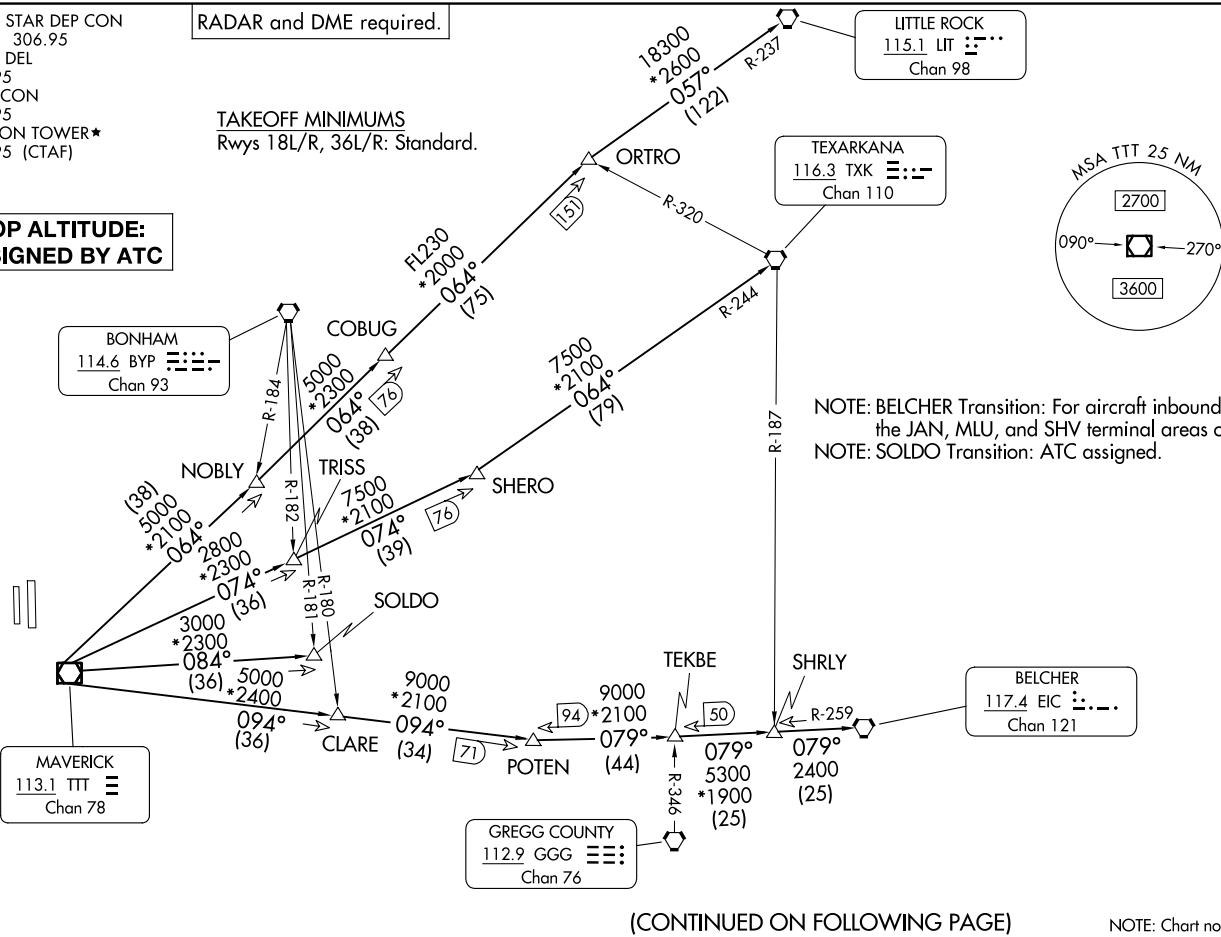 STAR DEP CON
306.95
DEL
CON
ON TOWER★
(CTAF)
RADAR and DME required.
TAKEOFF MINIMUMS
Rwys 18L/R, 36L/R: Standard.
ALTITUDE:
BY ATC
LITTLE ROCK
115.1 LIT
Chan 98
R-237
18300
*2600
057°
(122)
ORTRO
151
TEXARKANA
116.3 TXK
Chan 110
R-320
R-244
R-187
MSA TTT 25 NM
2700
090°
270°
3600
BONHAM
114.6 BYP
Chan 93
R-184
R-182
R-181
R-180
FL230
*2000
064°
(75)
COBUG
76
5000
*2300
064°
(38)
NOBLY
(38)
5000
*2100
064°
TRISS
7500
*2100
074°
(39)
76
SHERO
7500
*2100
064°
(79)
2800
*2300
074°
(36)
SOLDO
3000
*2300
084°
(36)
5000
*2400
094°
(36)
CLARE
9000
*2100
094°
(34)
71
POTEN
94
9000
*2100
079°
(44)
TEKBE
50
079°
5300
*1900
(25)
SHRLY
R-259
079°
2400
(25)
BELCHER
117.4 EIC
Chan 121
MAVERICK
113.1 TTT
Chan 78
R-346
GREGG COUNTY
112.9 GGG
Chan 76
NOTE: BELCHER Transition: For aircraft inbound
the JAN, MLU, and SHV terminal areas
NOTE: SOLDO Transition: ATC assigned.
(CONTINUED ON FOLLOWING PAGE)
NOTE: Chart